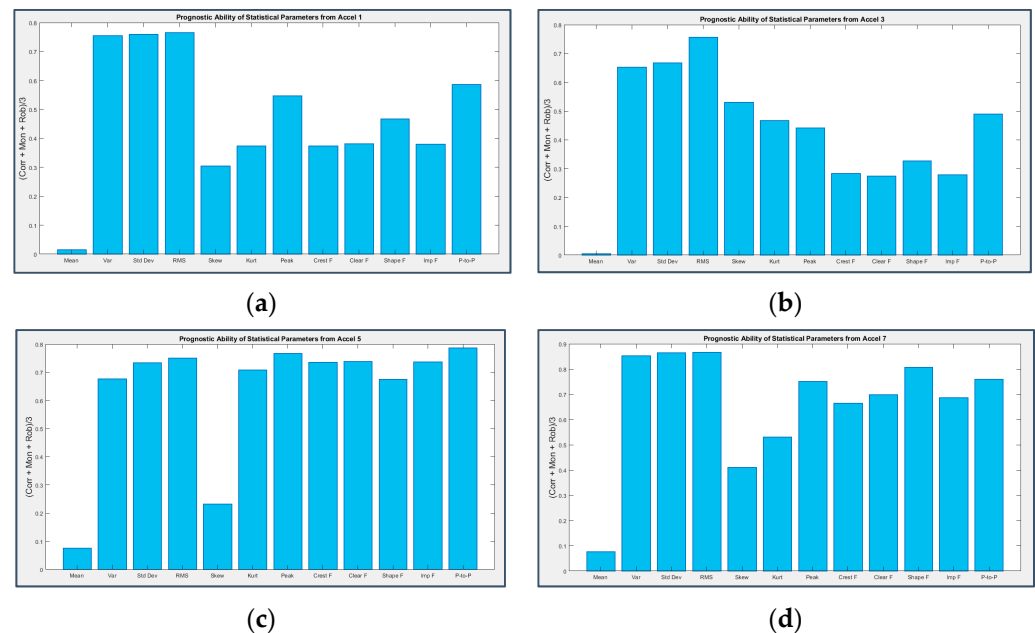 Prognostic Ability of Statistical Parameters from Accel 1
(Corr + Mon + Rob)/3
0.8
0.7
0.6
0.5
0.4
0.3
0.2
0.1
0
Mean Var Std Dev RMS Skew Kurt Peak Crest F Clear F Shape F Imp F P-to-P
(a)
Prognostic Ability of Statistical Parameters from Accel 3
(Corr + Mon + Rob)/3
0.8
0.7
0.6
0.5
0.4
0.3
0.2
0.1
0
Mean Var Std Dev RMS Skew Kurt Peak Crest F Clear F Shape F Imp F P-to-P
(b)
Prognostic Ability of Statistical Parameters from Accel 5
(Corr + Mon + Rob)/3
0.8
0.7
0.6
0.5
0.4
0.3
0.2
0.1
0
Mean Var Std Dev RMS Skew Kurt Peak Crest F Clear F Shape F Imp F P-to-P
(c)
Prognostic Ability of Statistical Parameters from Accel 7
(Corr + Mon + Rob)/3
0.9
0.8
0.7
0.6
0.5
0.4
0.3
0.2
0.1
0
Mean Var Std Dev RMS Skew Kurt Peak Crest F Clear F Shape F Imp F P-to-P
(d)